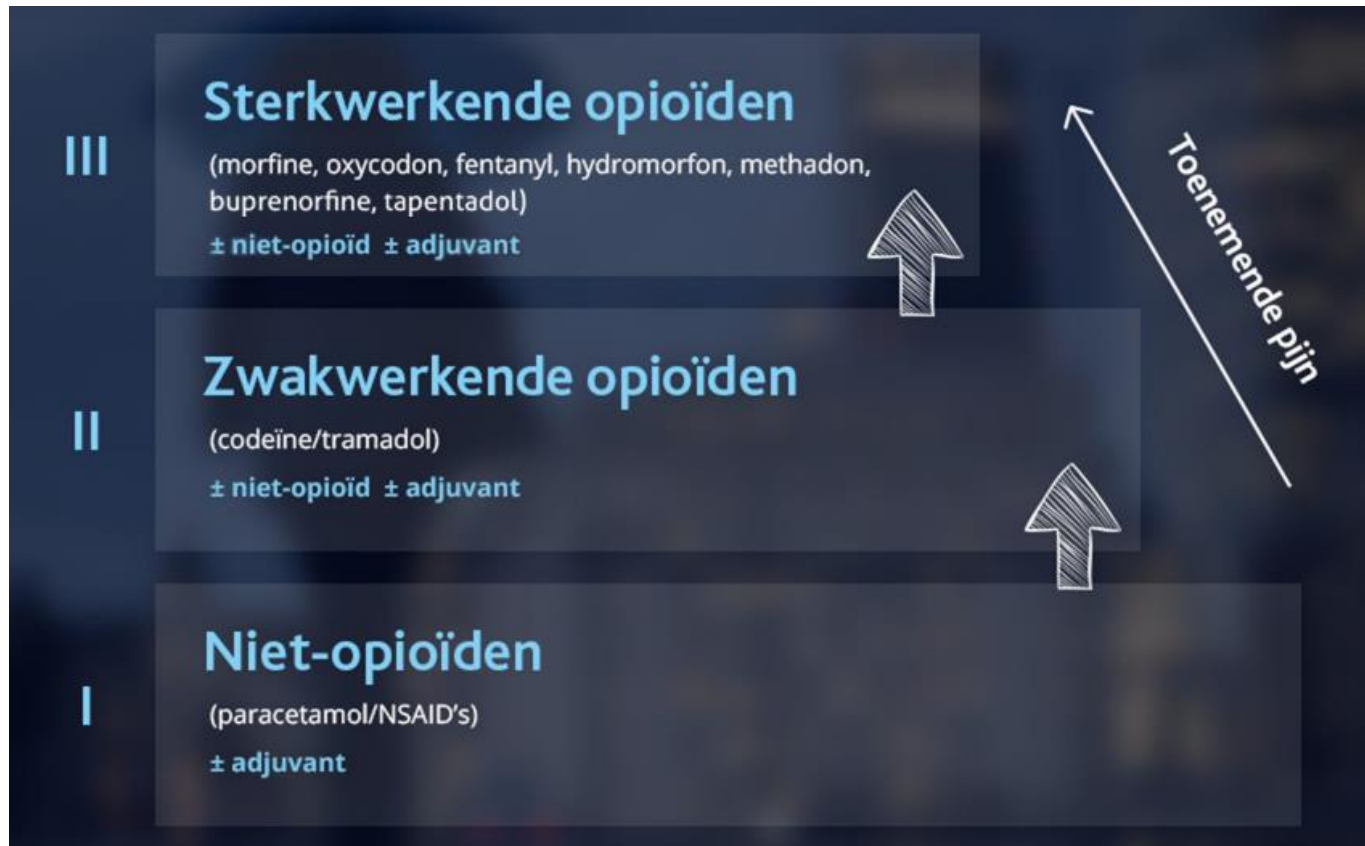 III
Sterkwerkende opioïden
(morfine, oxycodon, fentanyl, hydromorfon, methadon,
buprenorfine, tapentadol)
± niet-opioïd ± adjuvant
Toenemende pijn
II
Zwakwerkende opioïden
(codeïne/tramadol)
± niet-opioïd ± adjuvant
I
Niet-opioïden
(paracetamol/NSAID’s)
± adjuvant